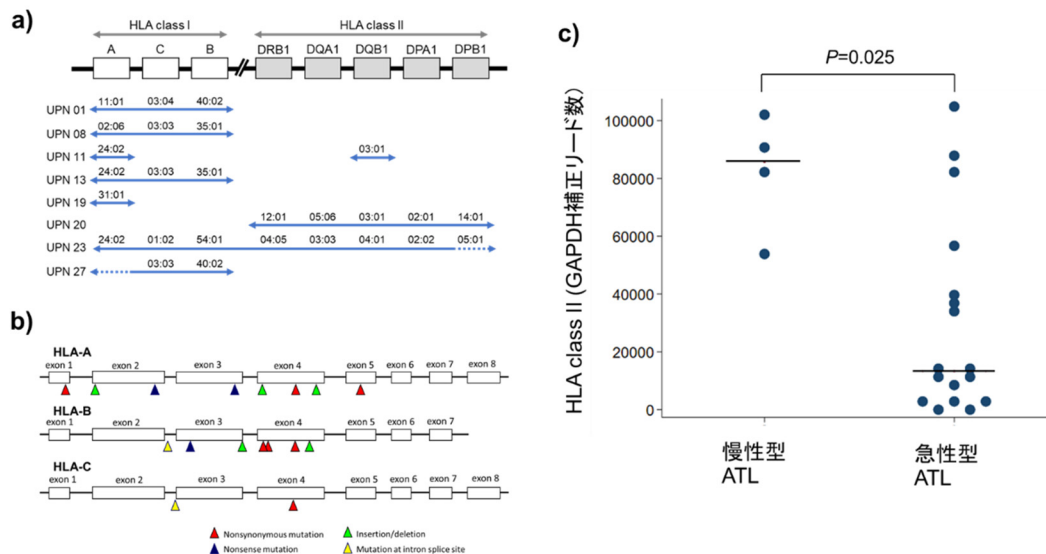 a)
HLA class I HLA class II
A C B DRB1 DQA1 DQB1 DPA1 DPB1
UPN 01 11:01 03:04 40:02
UPN 08 02:06 03:03 35:01
UPN 11 24:02 03:01
UPN 13 24:02 03:03 35:01
UPN 19 31:01
UPN 20 12:01 05:06 03:01 02:01 14:01
UPN 23 24:02 01:02 54:01 04:05 03:03 04:01 02:02 05:01
UPN 27 03:03 40:02
b)
HLA-A
exon 1 exon 2 exon 3 exon 4 exon 5 exon 6 exon 7 exon 8
HLA-B
exon 1 exon 2 exon 3 exon 4 exon 5 exon 6 exon 7
HLA-C
exon 1 exon 2 exon 3 exon 4 exon 5 exon 6 exon 7 exon 8
Nonsynonymous mutation Insertion/deletion
Nonsense mutation Mutation at intron splice site
c)
P=0.025
HLA class II (GAPDH補正リード数)
100000
80000
60000
40000
20000
0
慢性型 急性型
ATL ATL